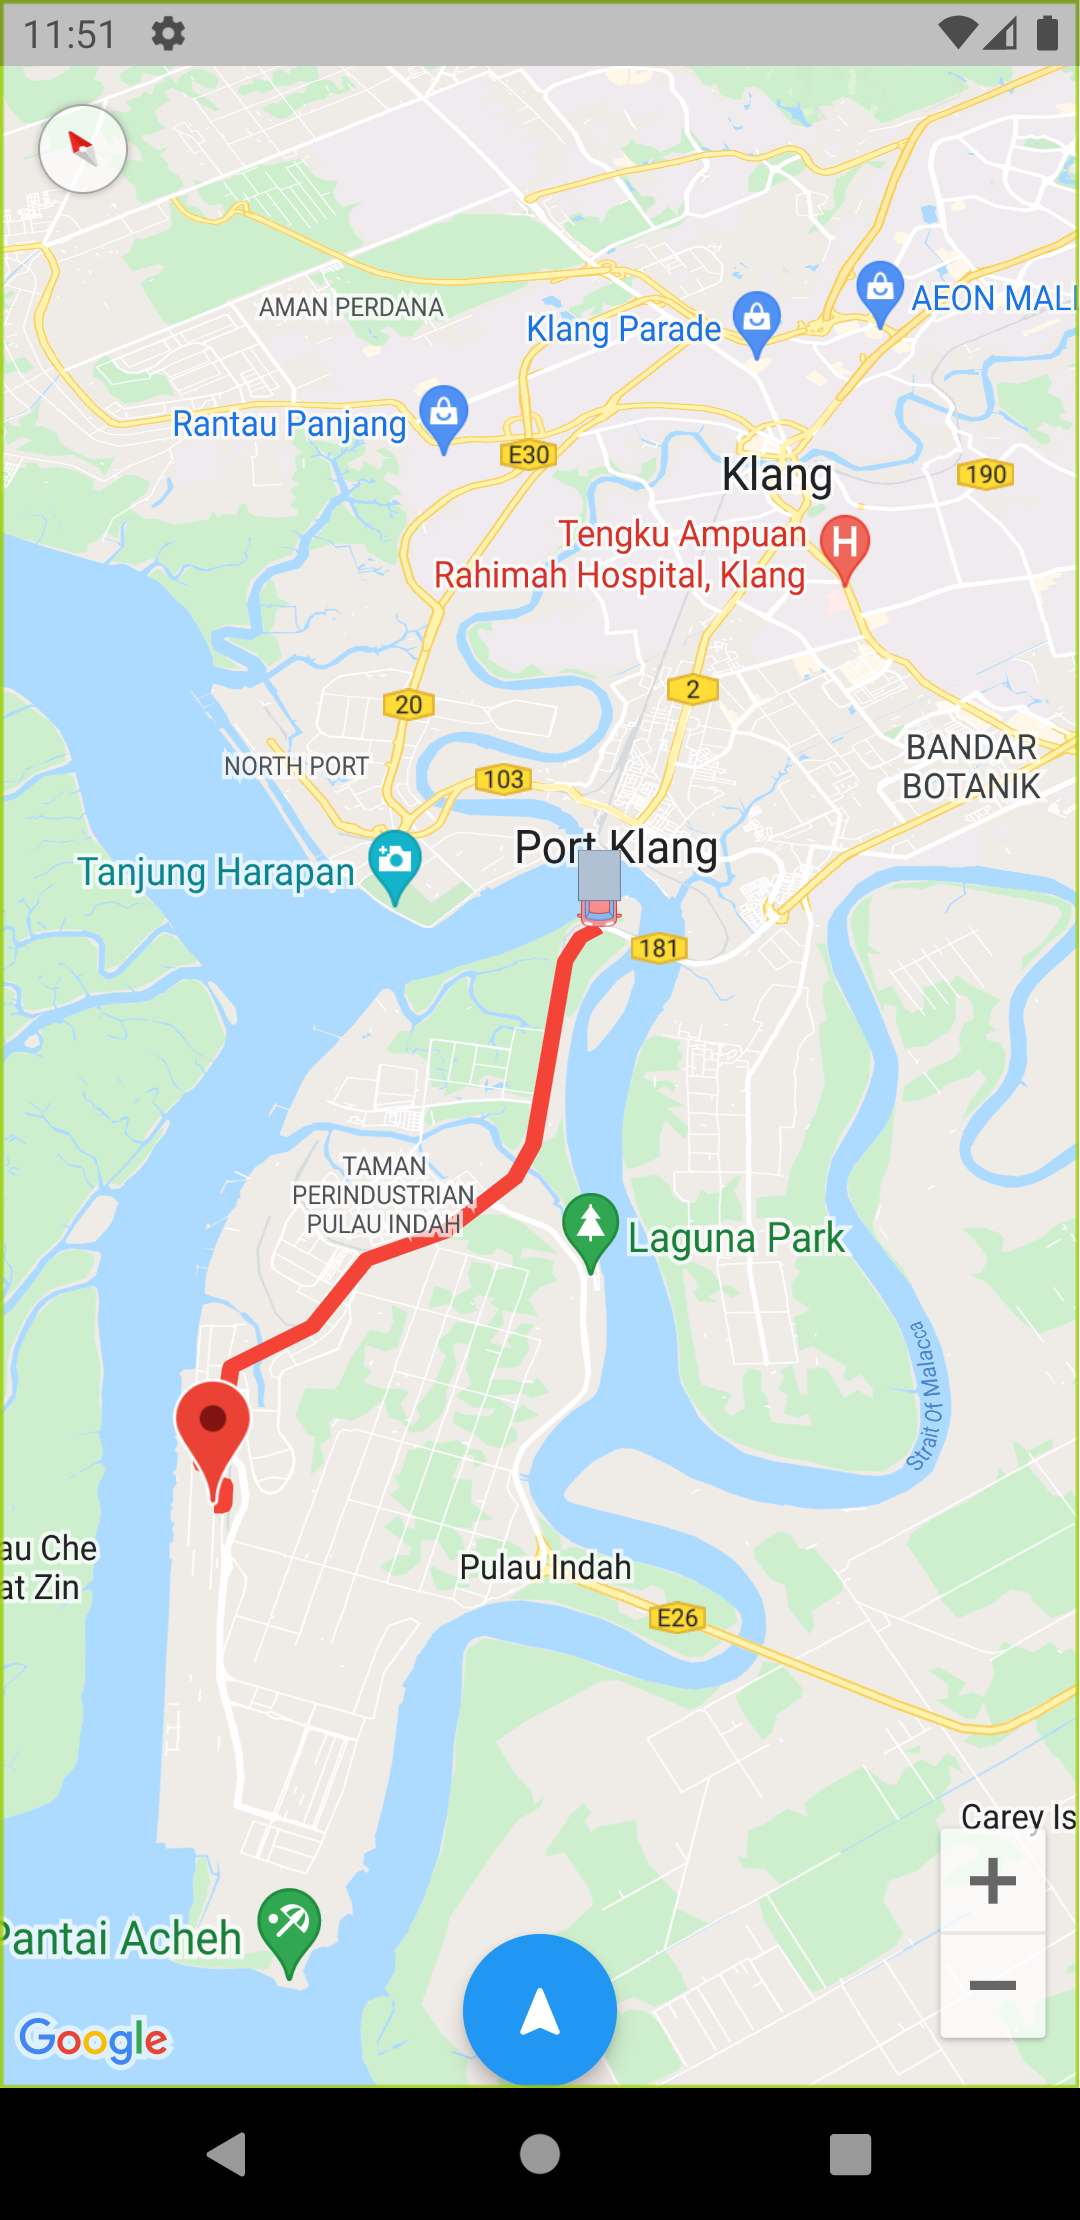 11:51
AMAN PERDANA
AEON MALL
Klang Parade
Rantau Panjang
E30
Klang
190
Tengku Ampuan
Rahimah Hospital, Klang
H
2
20
NORTH PORT
103
BANDAR
BOTANIK
Port Klang
Tanjung Harapan
181
TAMAN
PERINDUSTRIAN
PULAU INDAH
Laguna Park
Strait Of Malacca
au Che
at Zin
Pulau Indah
E26
Carey Is
Pantai Acheh
Google